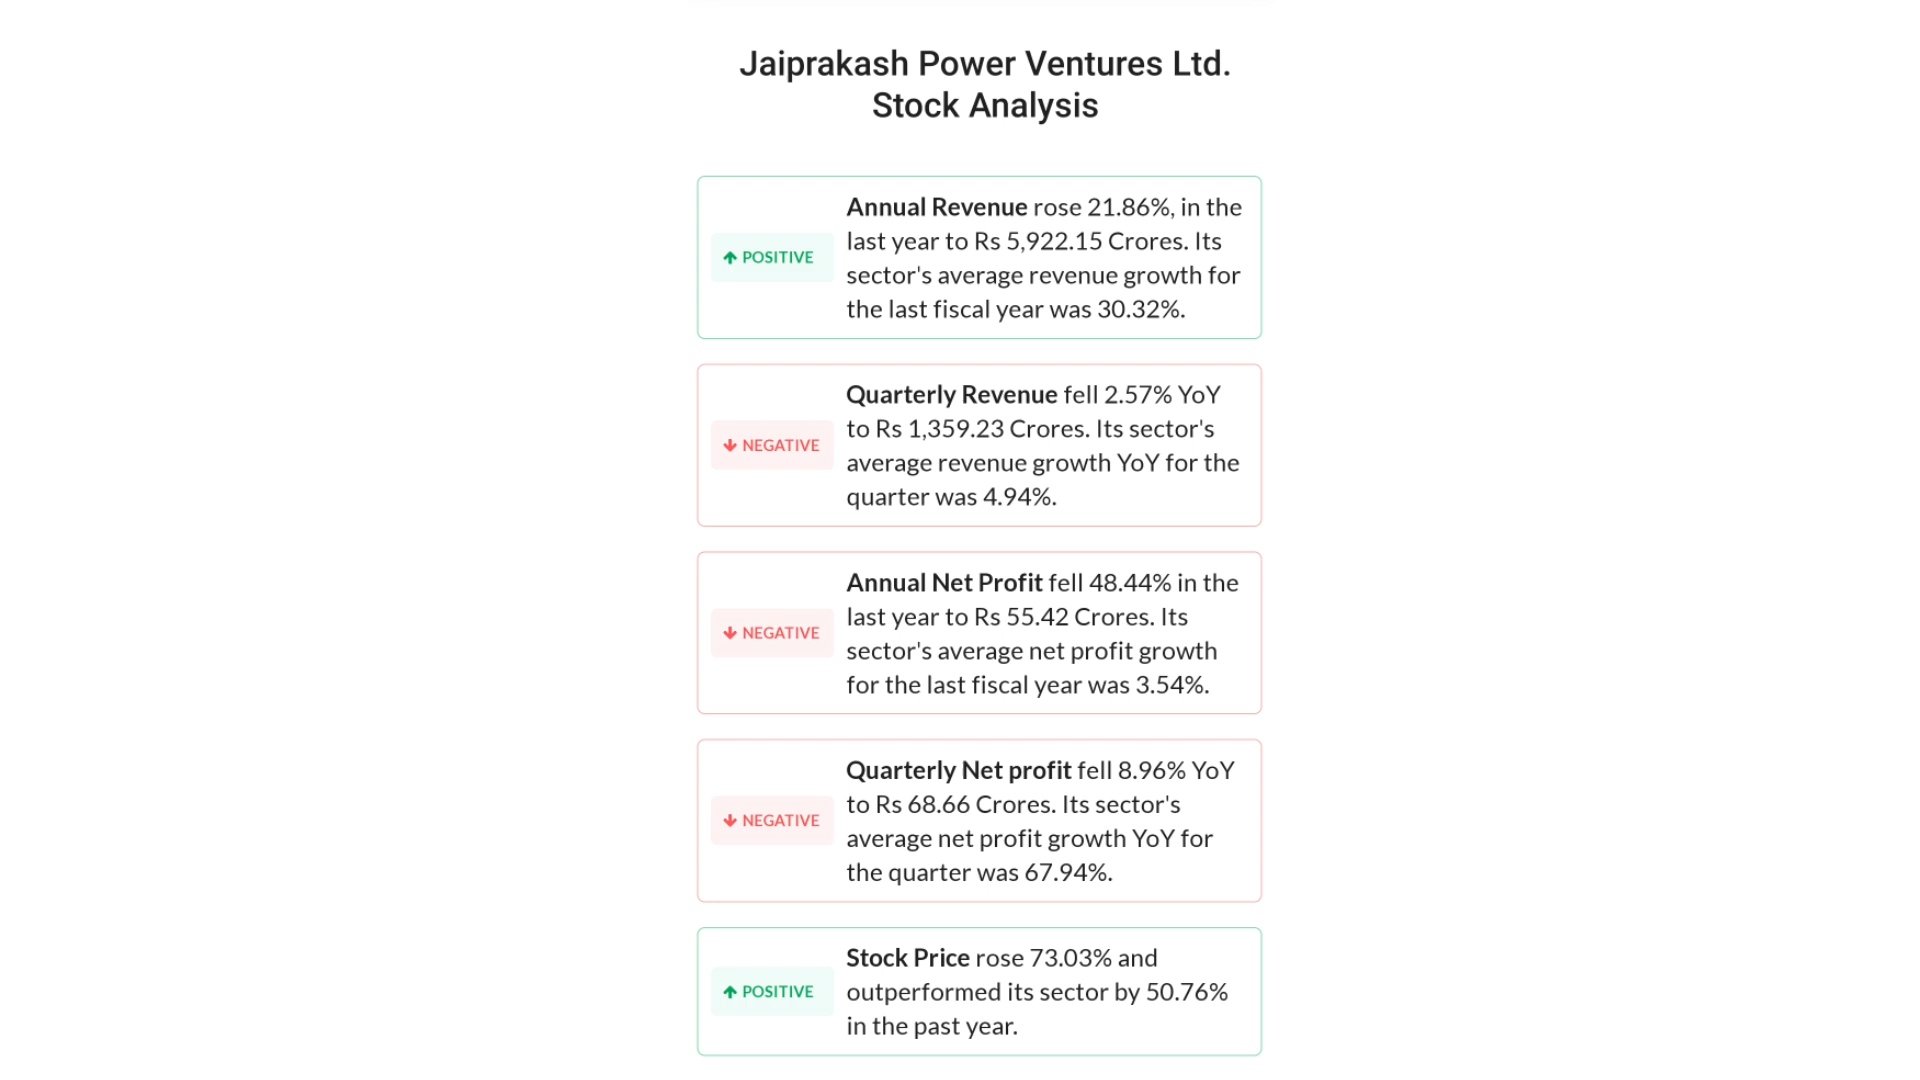 Jaiprakash Power Ventures Ltd.
Stock Analysis
POSITIVE
Annual Revenue rose 21.86%, in the
last year to Rs 5,922.15 Crores. Its
sector's average revenue growth for
the last fiscal year was 30.32%.
NEGATIVE
Quarterly Revenue fell 2.57% YoY
to Rs 1,359.23 Crores. Its sector's
average revenue growth YoY for the
quarter was 4.94%.
NEGATIVE
Annual Net Profit fell 48.44% in the
last year to Rs 55.42 Crores. Its
sector's average net profit growth
for the last fiscal year was 3.54%.
NEGATIVE
Quarterly Net profit fell 8.96% YoY
to Rs 68.66 Crores. Its sector's
average net profit growth YoY for
the quarter was 67.94%.
POSITIVE
Stock Price rose 73.03% and
outperformed its sector by 50.76%
in the past year.